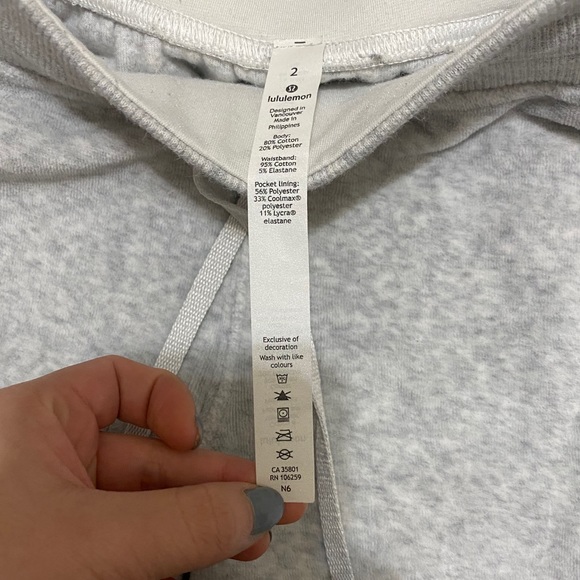 2
lululemon
Designed in
Vancouver
Made in
Philippines
Body:
80% Cotton
20% Polyester
Waistband:
95% Cotton
5% Elastane
Pocket lining:
56% Polyester
33% Coolmax®
polyester
11% Lycra®
elastane
Exclusive of
decoration
Wash with like
colours
CA 35801
RN 106259
N6